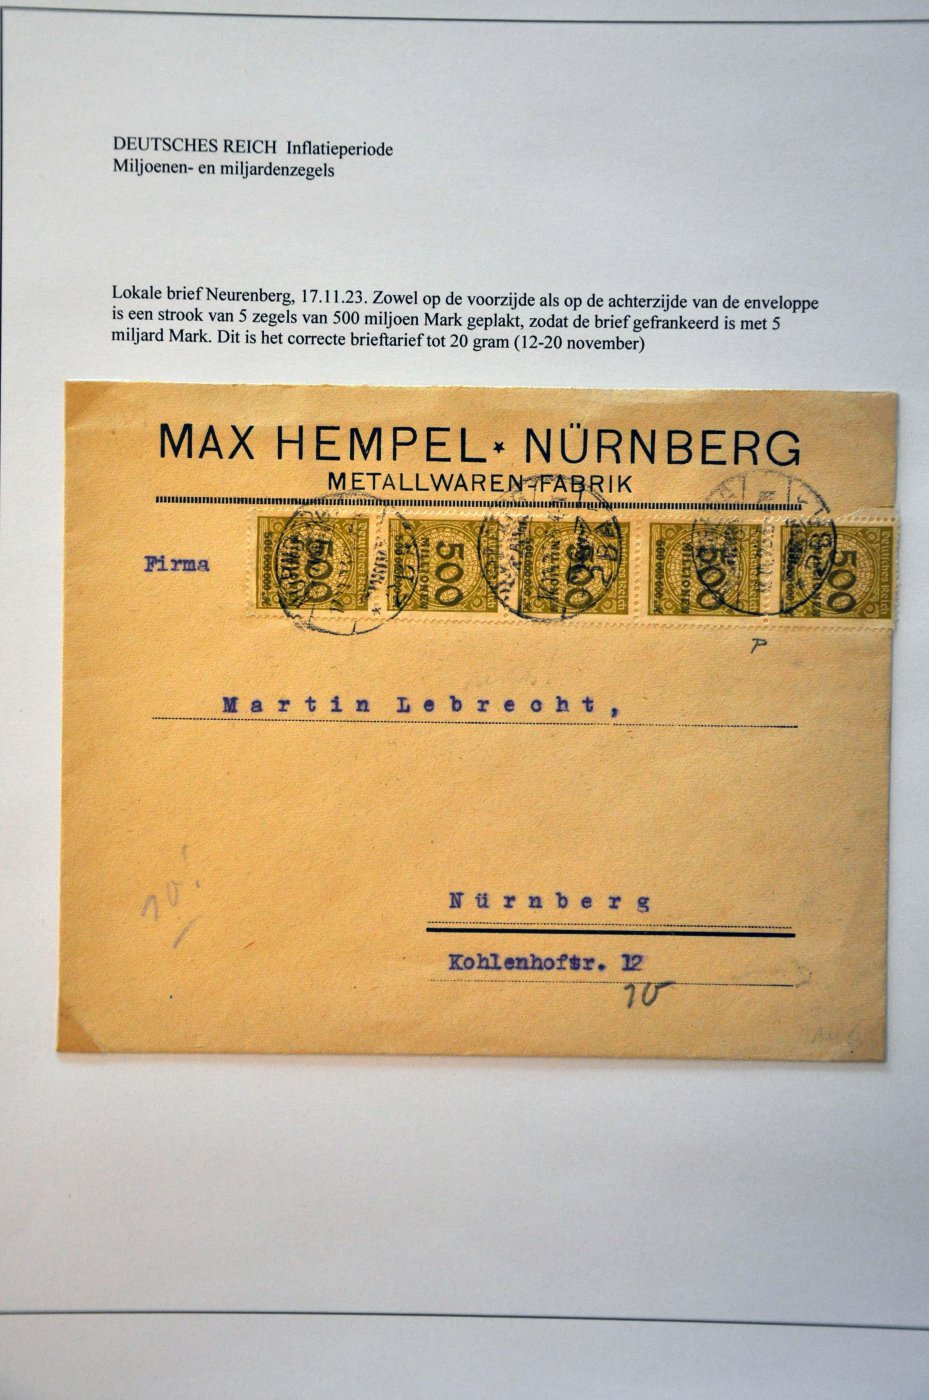 DEUTSCHES REICH Inflatieperiode
Miljoenen- en miljardenzegels
Lokale brief Neurenberg, 17.11.23. Zowel op de voorzijde als op de achterzijde van de enveloppe
is een strook van 5 zegels van 500 miljoen Mark geplakt, zodat de brief gefrankeerd is met 5
miljard Mark. Dit is het correcte brieftarief tot 20 gram (12-20 november)
MAX HEMPEL * NÜRNBERG
METALLWAREN-FABRIK
500 500 500 500 500
MILLIONEN
Firma
P
Martin Lebrecht,
Nürnberg
Kohlenhofstr. 12
10